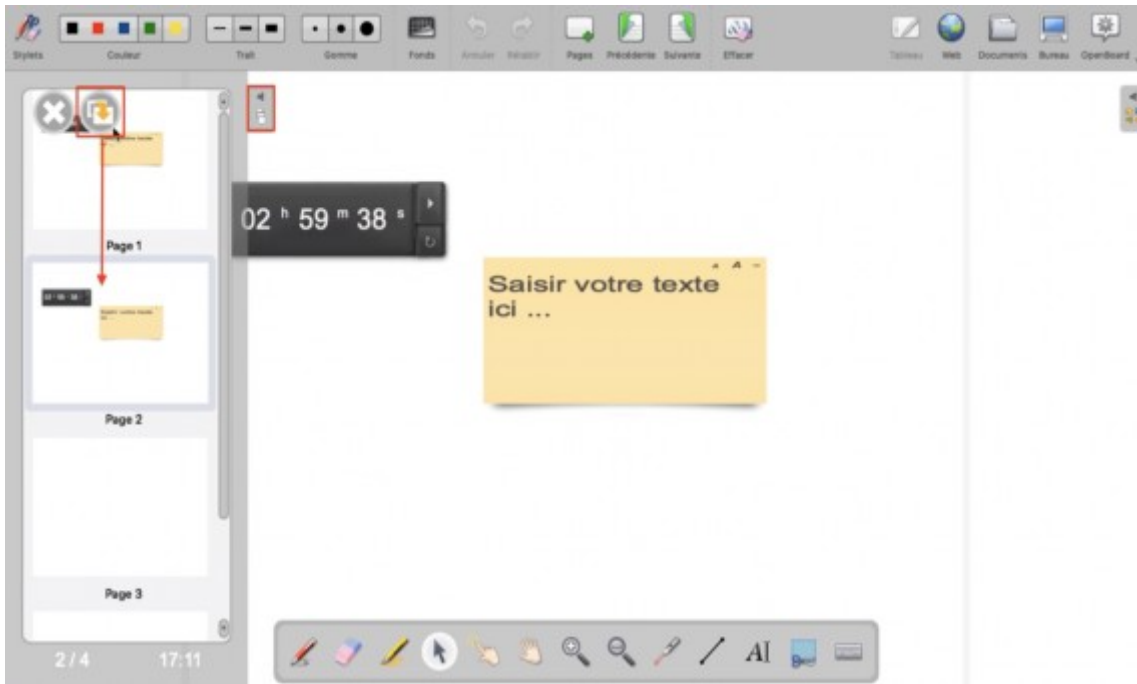 Stylets Couleur Trait Gomme Fonds Annuler Rétablir Pages Précédente Suivante Effacer Tableau Web Documents Bureau OpenBoard
02 h 59 m 38 s
Page 1
A A
Saisir votre texte
ici ...
Page 2
Page 3
2 / 4 17:11
AI